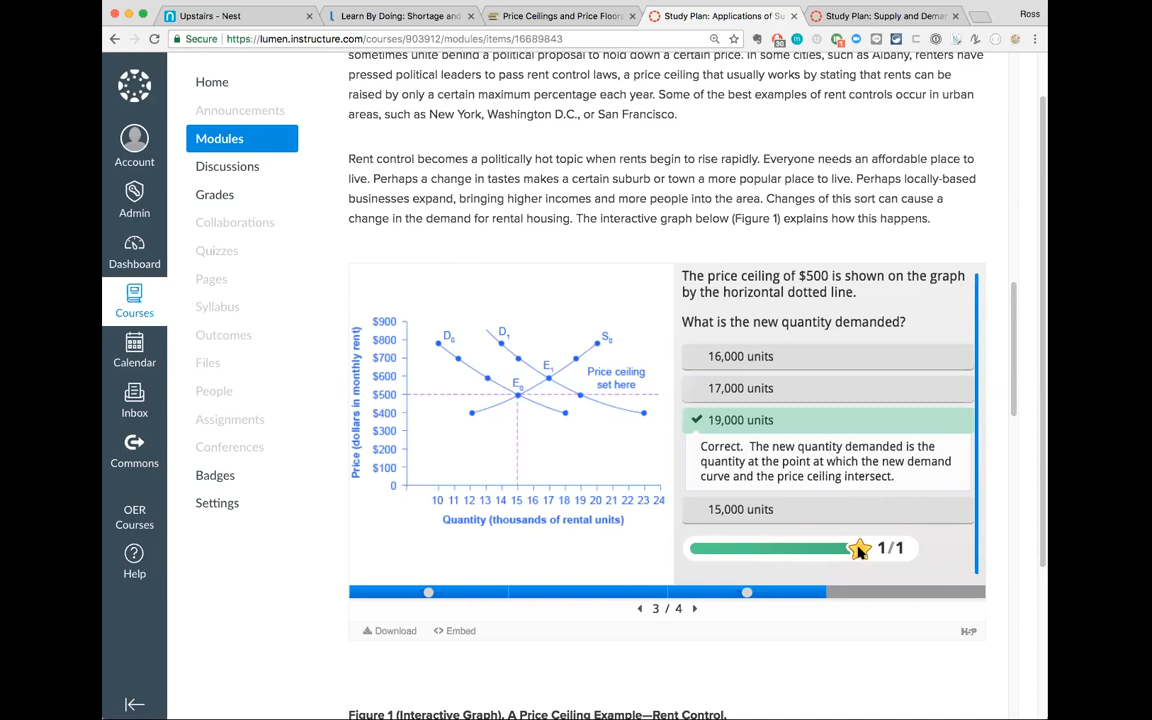 Upstairs - Nest
Learn By Doing: Shortage and
Price Ceilings and Price Floors
Study Plan: Applications of Su
Study Plan: Supply and Deman
Ross
Secure
https://lumen.instructure.com/courses/903912/modules/items/16689843
sometimes unite behind a political proposal to hold down a certain price. In some cities, such as Albany, renters have
pressed political leaders to pass rent control laws, a price ceiling that usually works by stating that rents can be
raised by only a certain maximum percentage each year. Some of the best examples of rent controls occur in urban
areas, such as New York, Washington D.C., or San Francisco.
Rent control becomes a politically hot topic when rents begin to rise rapidly. Everyone needs an affordable place to
live. Perhaps a change in tastes makes a certain suburb or town a more popular place to live. Perhaps locally-based
businesses expand, bringing higher incomes and more people into the area. Changes of this sort can cause a
change in the demand for rental housing. The interactive graph below (Figure 1) explains how this happens.
Account
Admin
Dashboard
Courses
Calendar
Inbox
Commons
OER
Courses
Help
Home
Announcements
Modules
Discussions
Grades
Collaborations
Quizzes
Pages
Syllabus
Outcomes
Files
People
Assignments
Conferences
Badges
Settings
Price (dollars in monthly rent)
$900
$800
$700
$600
$500
$400
$300
$200
$100
0
D0
D1
S0
E1
E0
Price ceiling
set here
10 11 12 13 14 15 16 17 18 19 20 21 22 23 24
Quantity (thousands of rental units)
The price ceiling of $500 is shown on the graph
by the horizontal dotted line.
What is the new quantity demanded?
16,000 units
17,000 units
19,000 units
Correct. The new quantity demanded is the
quantity at the point at which the new demand
curve and the price ceiling intersect.
15,000 units
1/1
3 / 4
Download
<> Embed
H5P
Figure 1 (Interactive Graph). A Price Ceiling Example—Rent Control.